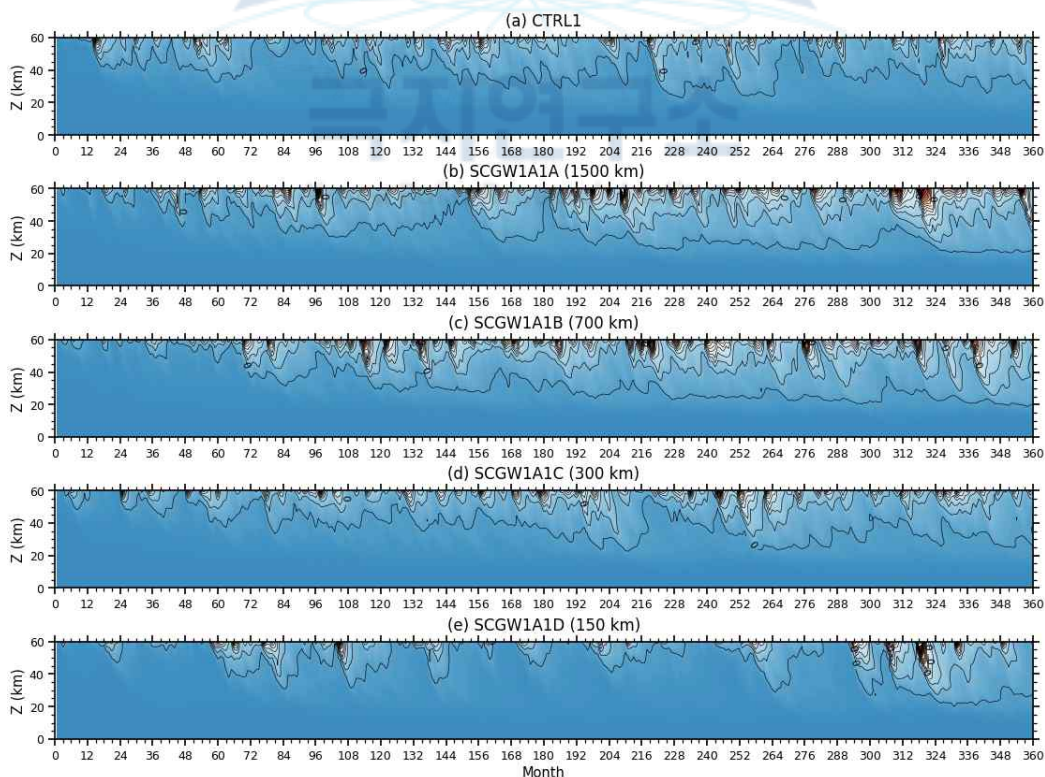 (a) CTRL1
Z (km)
60
40
20
0
0 12 24 36 48 60 72 84 96 108 120 132 144 156 168 180 192 204 216 228 240 252 264 276 288 300 312 324 336 348 360
극지연구소
(b) SCGW1A1A (1500 km)
Z (km)
60
40
20
0
0 12 24 36 48 60 72 84 96 108 120 132 144 156 168 180 192 204 216 228 240 252 264 276 288 300 312 324 336 348 360
(c) SCGW1A1B (700 km)
Z (km)
60
40
20
0
0 12 24 36 48 60 72 84 96 108 120 132 144 156 168 180 192 204 216 228 240 252 264 276 288 300 312 324 336 348 360
(d) SCGW1A1C (300 km)
Z (km)
60
40
20
0
0 12 24 36 48 60 72 84 96 108 120 132 144 156 168 180 192 204 216 228 240 252 264 276 288 300 312 324 336 348 360
(e) SCGW1A1D (150 km)
Z (km)
60
40
20
0
0 12 24 36 48 60 72 84 96 108 120 132 144 156 168 180 192 204 216 228 240 252 264 276 288 300 312 324 336 348 360
Month